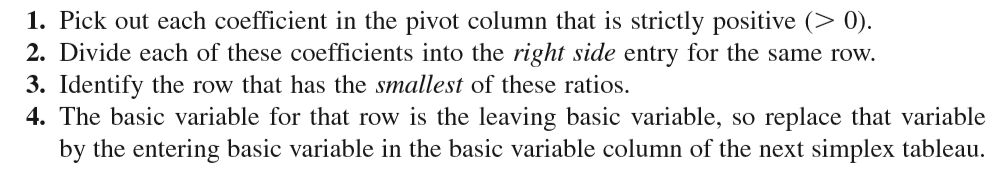 1. Pick out each coefficient in the pivot column that is strictly positive (> 0).
2. Divide each of these coefficients into the right side entry for the same row.
3. Identify the row that has the smallest of these ratios.
4. The basic variable for that row is the leaving basic variable, so replace that variable
by the entering basic variable in the basic variable column of the next simplex tableau.